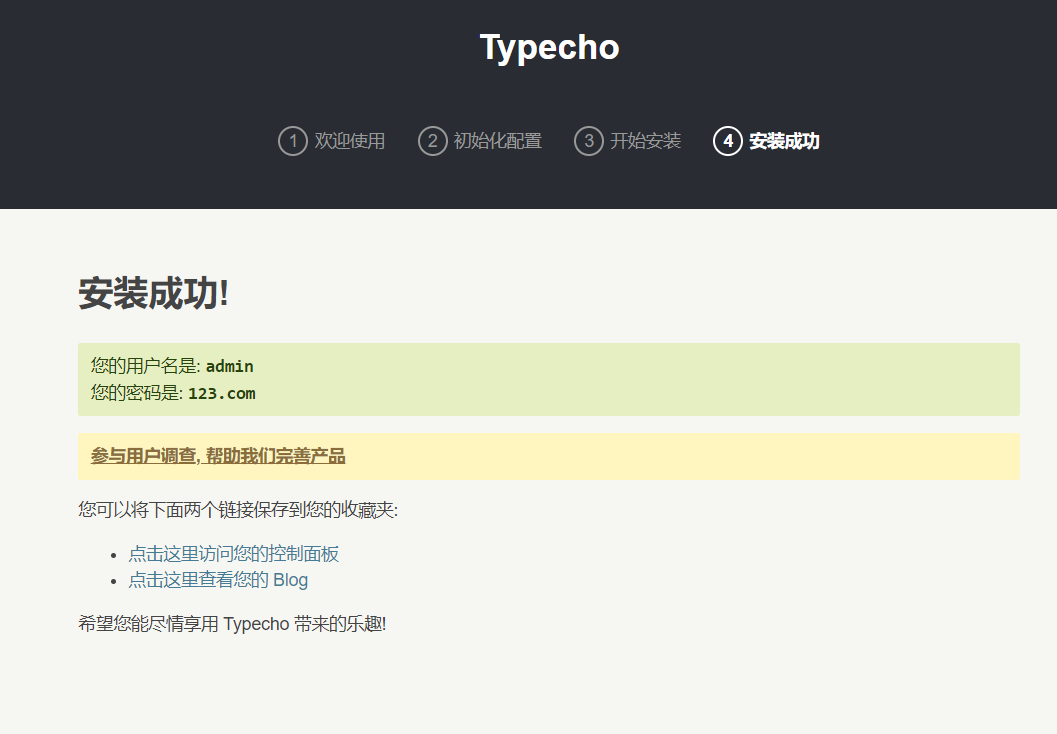 Typecho
1 欢迎使用 2 初始化配置 3 开始安装 4 安装成功
安装成功!
您的用户名是: admin
您的密码是: 123.com
参与用户调查, 帮助我们完善产品
您可以将下面两个链接保存到您的收藏夹:
点击这里访问您的控制面板
点击这里查看您的 Blog
希望您能尽情享用 Typecho 带来的乐趣!